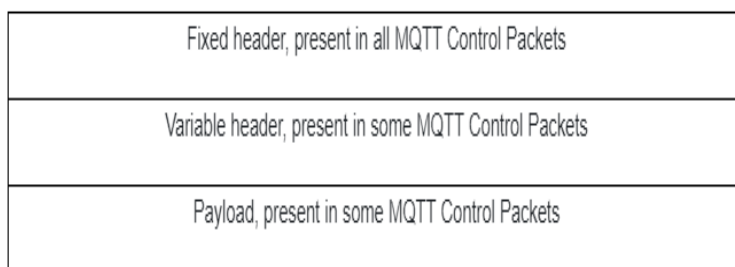 Fixed header, present in all MQTT Control Packets
Variable header, present in some MQTT Control Packets
Payload, present in some MQTT Control Packets